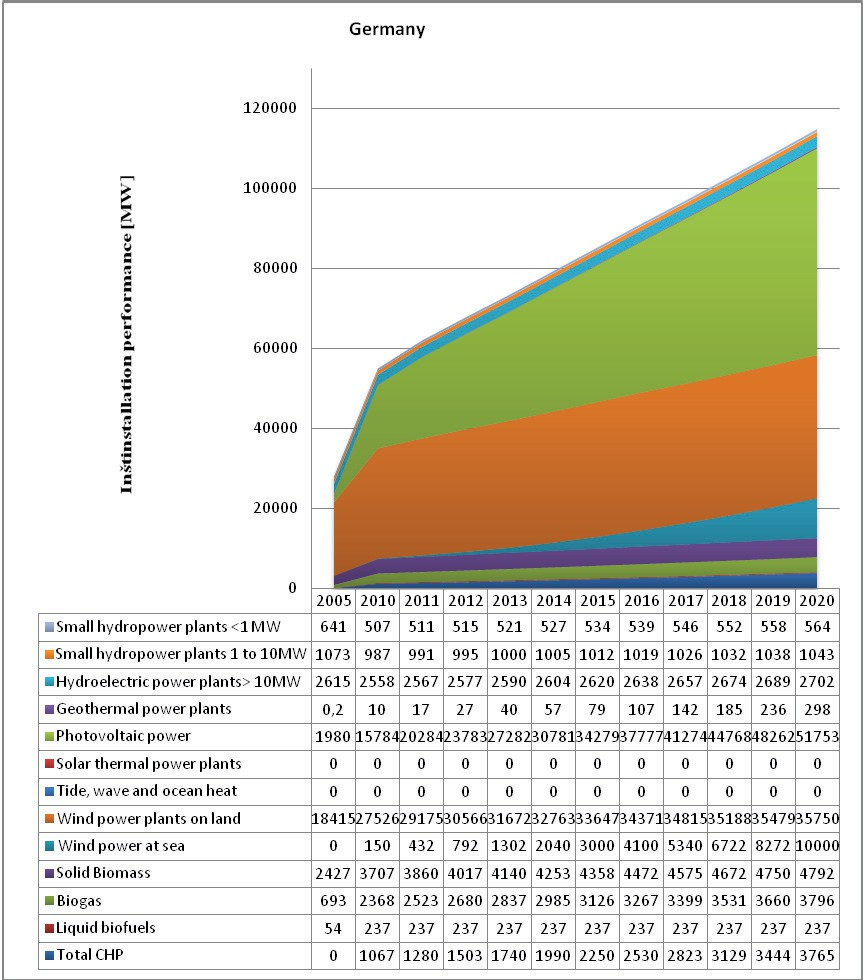 Germany
Inštinstallation performance [MW]
120000
100000
80000
60000
40000
20000
0
2005 2010 2011 2012 2013 2014 2015 2016 2017 2018 2019 2020
Small hydropower plants <1 MW 641 507 511 515 521 527 534 539 546 552 558 564
Small hydropower plants 1 to 10MW 1073 987 991 995 1000 1005 1012 1019 1026 1032 1038 1043
Hydroelectric power plants> 10MW 2615 2558 2567 2577 2590 2604 2620 2638 2657 2674 2689 2702
Geothermal power plants 0,2 10 17 27 40 57 79 107 142 185 236 298
Photovoltaic power 1980 15784 20284 23783 27282 30781 34279 37777 41274 44768 48262 51753
Solar thermal power plants 0 0 0 0 0 0 0 0 0 0 0 0
Tide, wave and ocean heat 0 0 0 0 0 0 0 0 0 0 0 0
Wind power plants on land 18415 27526 29175 30566 31672 32763 33647 34371 34815 35188 35479 35750
Wind power at sea 0 150 432 792 1302 2040 3000 4100 5340 6722 8272 10000
Solid Biomass 2427 3707 3860 4017 4140 4253 4358 4472 4575 4672 4750 4792
Biogas 693 2368 2523 2680 2837 2985 3126 3267 3399 3531 3660 3796
Liquid biofuels 54 237 237 237 237 237 237 237 237 237 237 237
Total CHP 0 1067 1280 1503 1740 1990 2250 2530 2823 3129 3444 3765